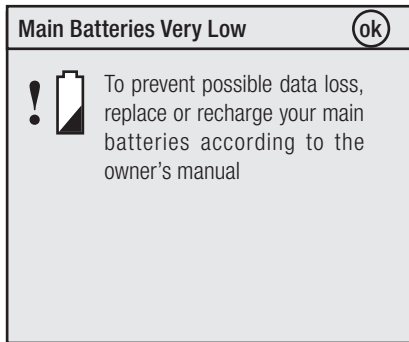 Main Batteries Very Low ok
! To prevent possible data loss,
replace or recharge your main
batteries according to the
owner’s manual